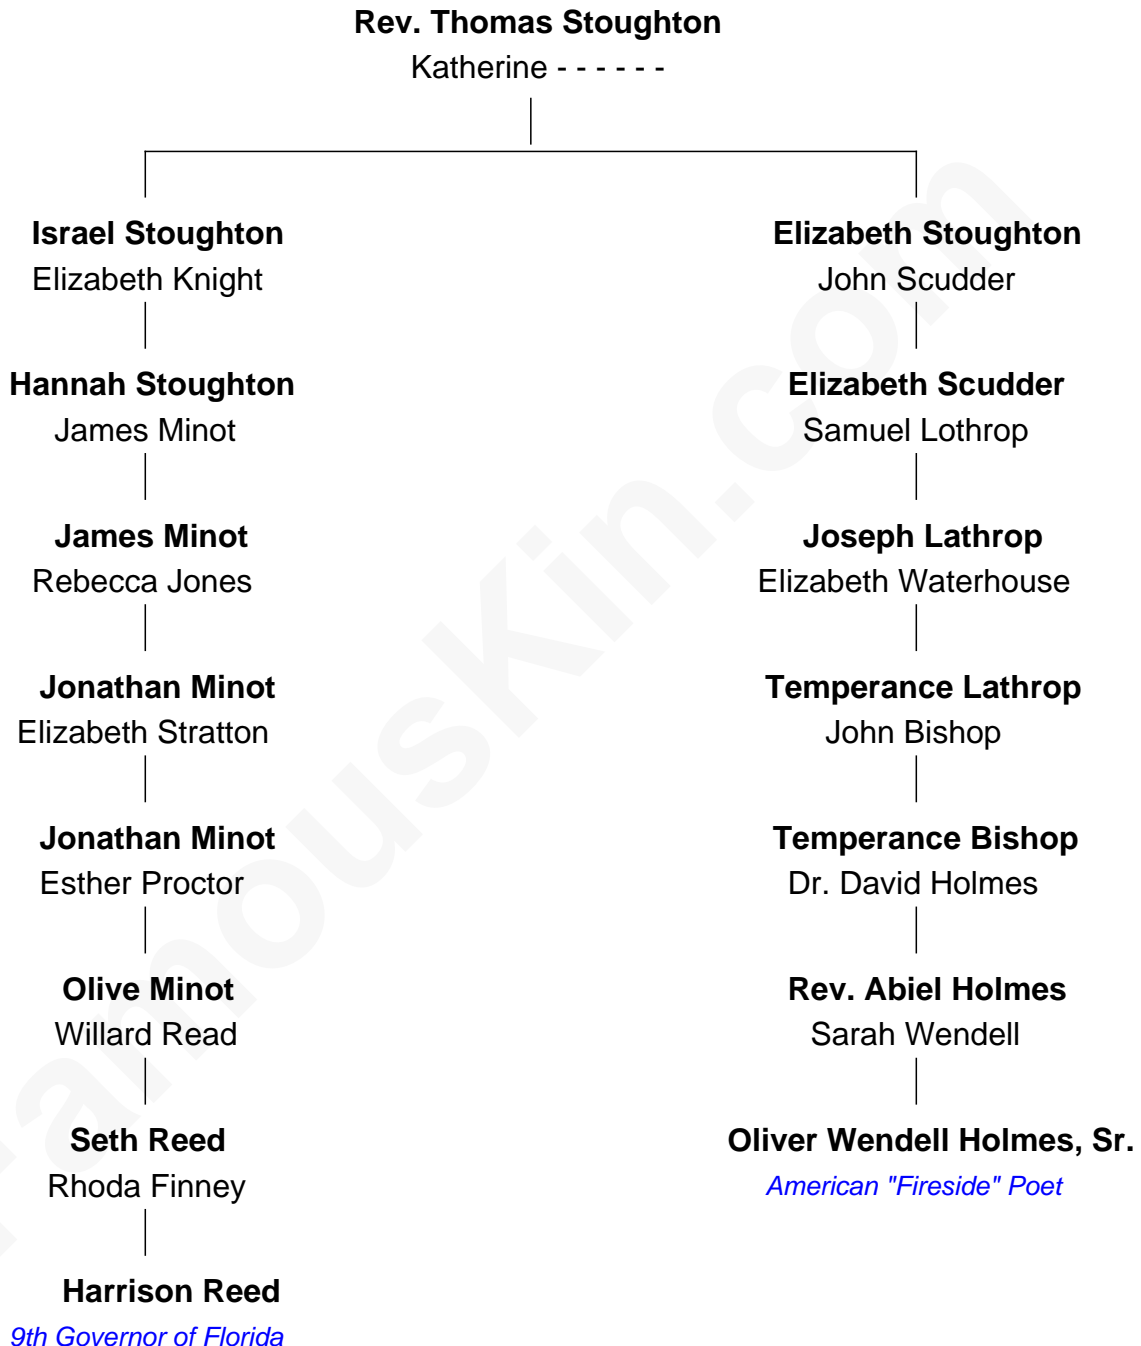 Rev. Thomas Stoughton
Katherine - - - - - -
Israel Stoughton
Elizabeth Knight
Elizabeth Stoughton
John Scudder
Hannah Stoughton
James Minot
Elizabeth Scudder
Samuel Lothrop
James Minot
Rebecca Jones
Joseph Lathrop
Elizabeth Waterhouse
Jonathan Minot
Elizabeth Stratton
Temperance Lathrop
John Bishop
Jonathan Minot
Esther Proctor
Temperance Bishop
Dr. David Holmes
Olive Minot
Willard Read
Rev. Abiel Holmes
Sarah Wendell
Seth Reed
Rhoda Finney
Oliver Wendell Holmes, Sr.
American "Fireside" Poet
Harrison Reed
9th Governor of Florida
FamousKin.com